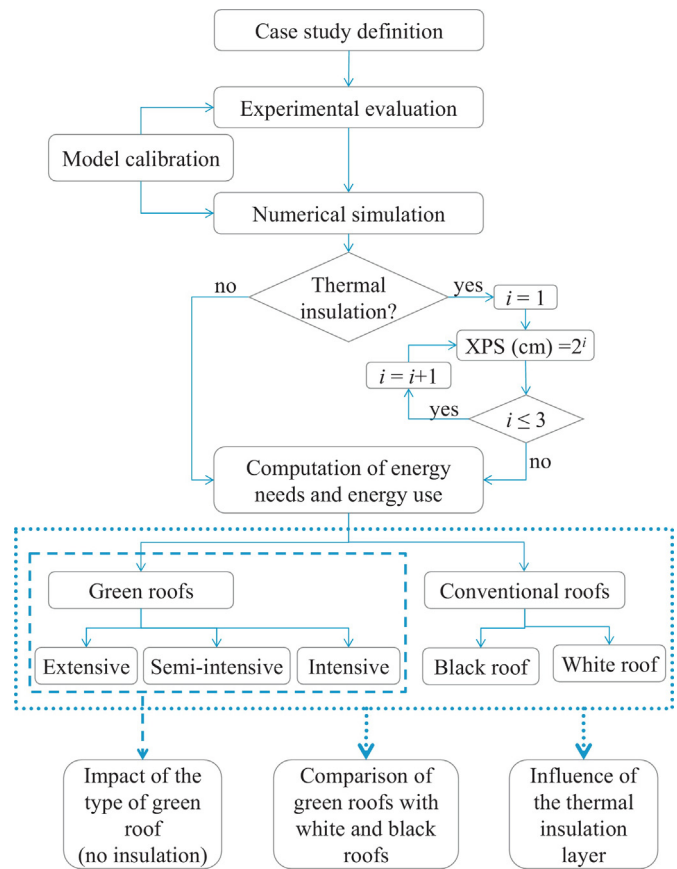 Case study definition
Experimental evaluation
Model calibration
Numerical simulation
no
Thermal
insulation?
yes
i = 1
XPS (cm) =2^i
i = i+1
yes
i ≤ 3
no
Computation of energy
needs and energy use
Green roofs
Conventional roofs
Extensive
Semi-intensive
Intensive
Black roof
White roof
Impact of the
type of green
roof
(no insulation)
Comparison of
green roofs with
white and black
roofs
Influence of
the thermal
insulation
layer